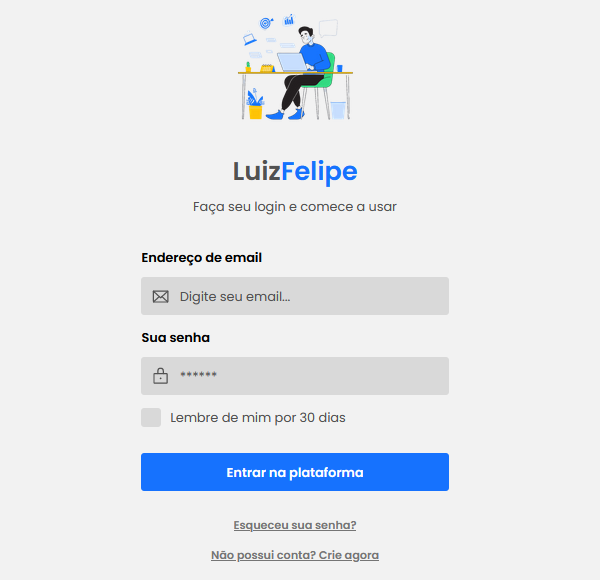 LuizFelipe
Faça seu login e comece a usar
Endereço de email
Digite seu email...
Sua senha
******
Lembre de mim por 30 dias
Entrar na plataforma
Esqueceu sua senha?
Não possui conta? Crie agora